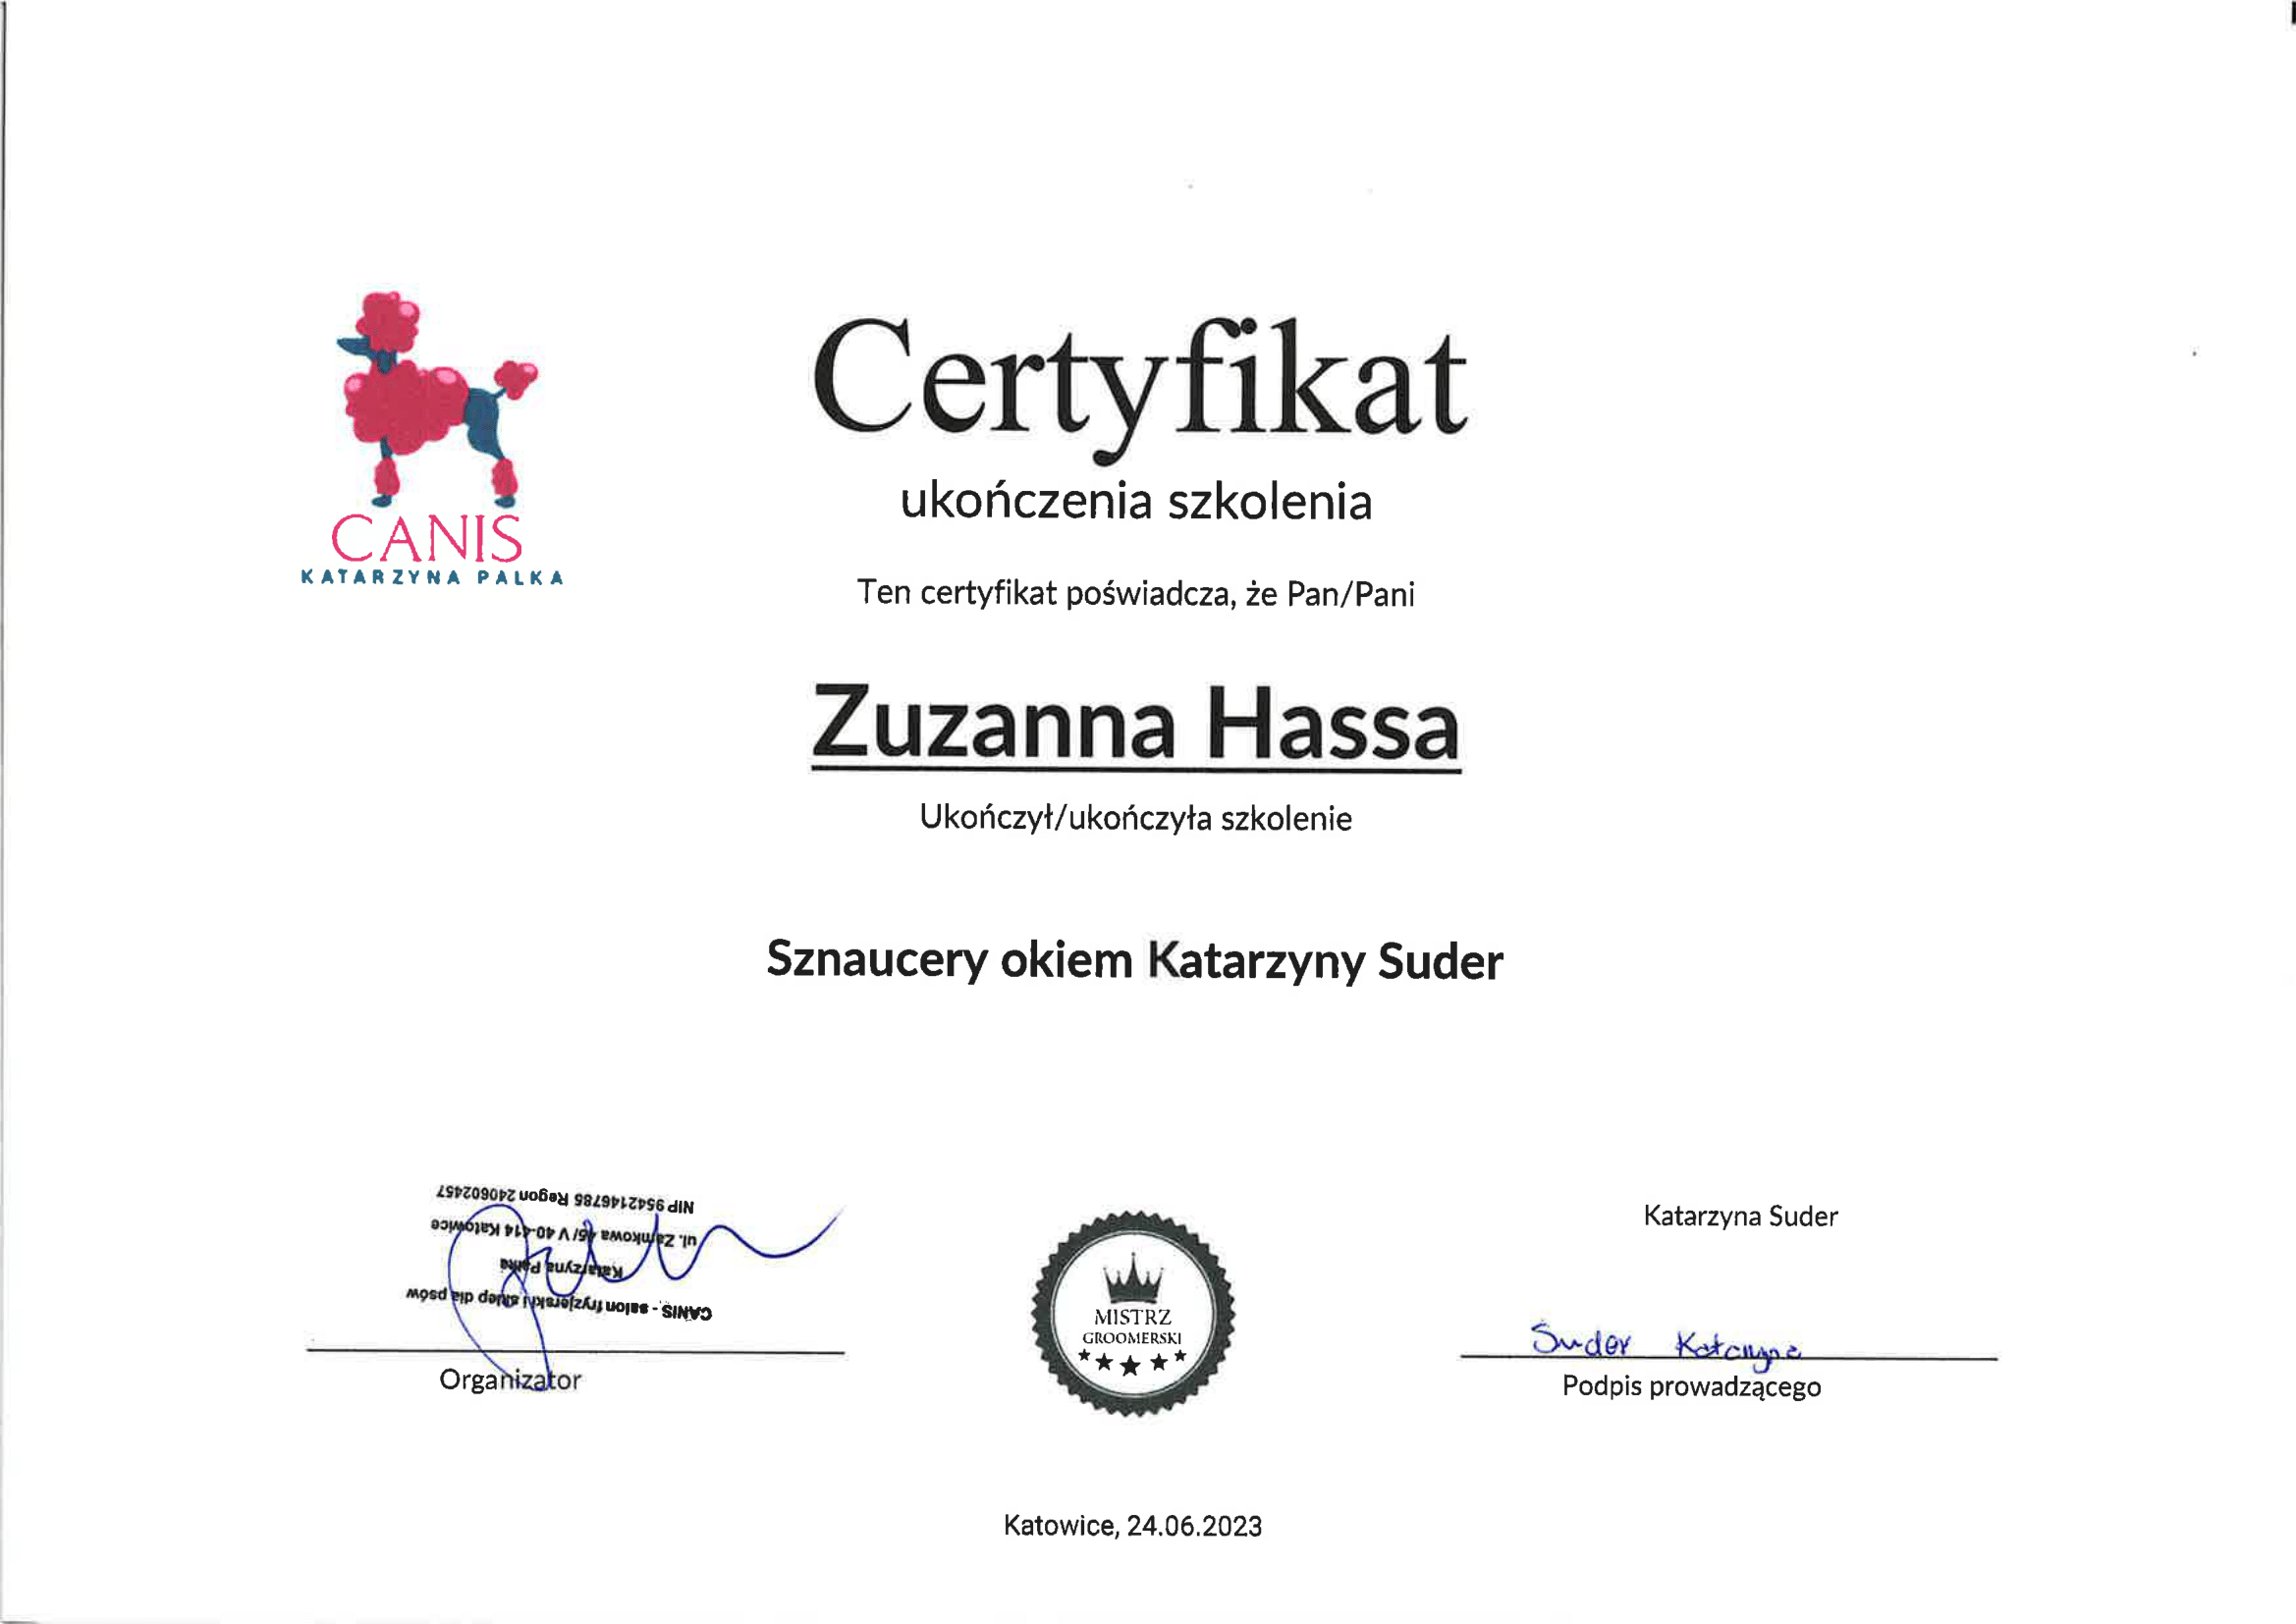 CANIS
KATARZYNA PALKA
Certyfikat
ukończenia szkolenia
Ten certyfikat poświadcza, że Pan/Pani
Zuzanna Hassa
Ukończył/ukończyła szkolenie
Sznaucery okiem Katarzyny Suder
CANIS - salon fryzjerski i sklep dla psów
Katarzyna Palka
ul. Zamkowa 16/ V 40-414 Katowice
NIP 9542146785 Regon 240602457
Organizator
MISTRZ
GROOMERSKI
Katarzyna Suder
Suder Katarzyna
Podpis prowadzącego
Katowice, 24.06.2023